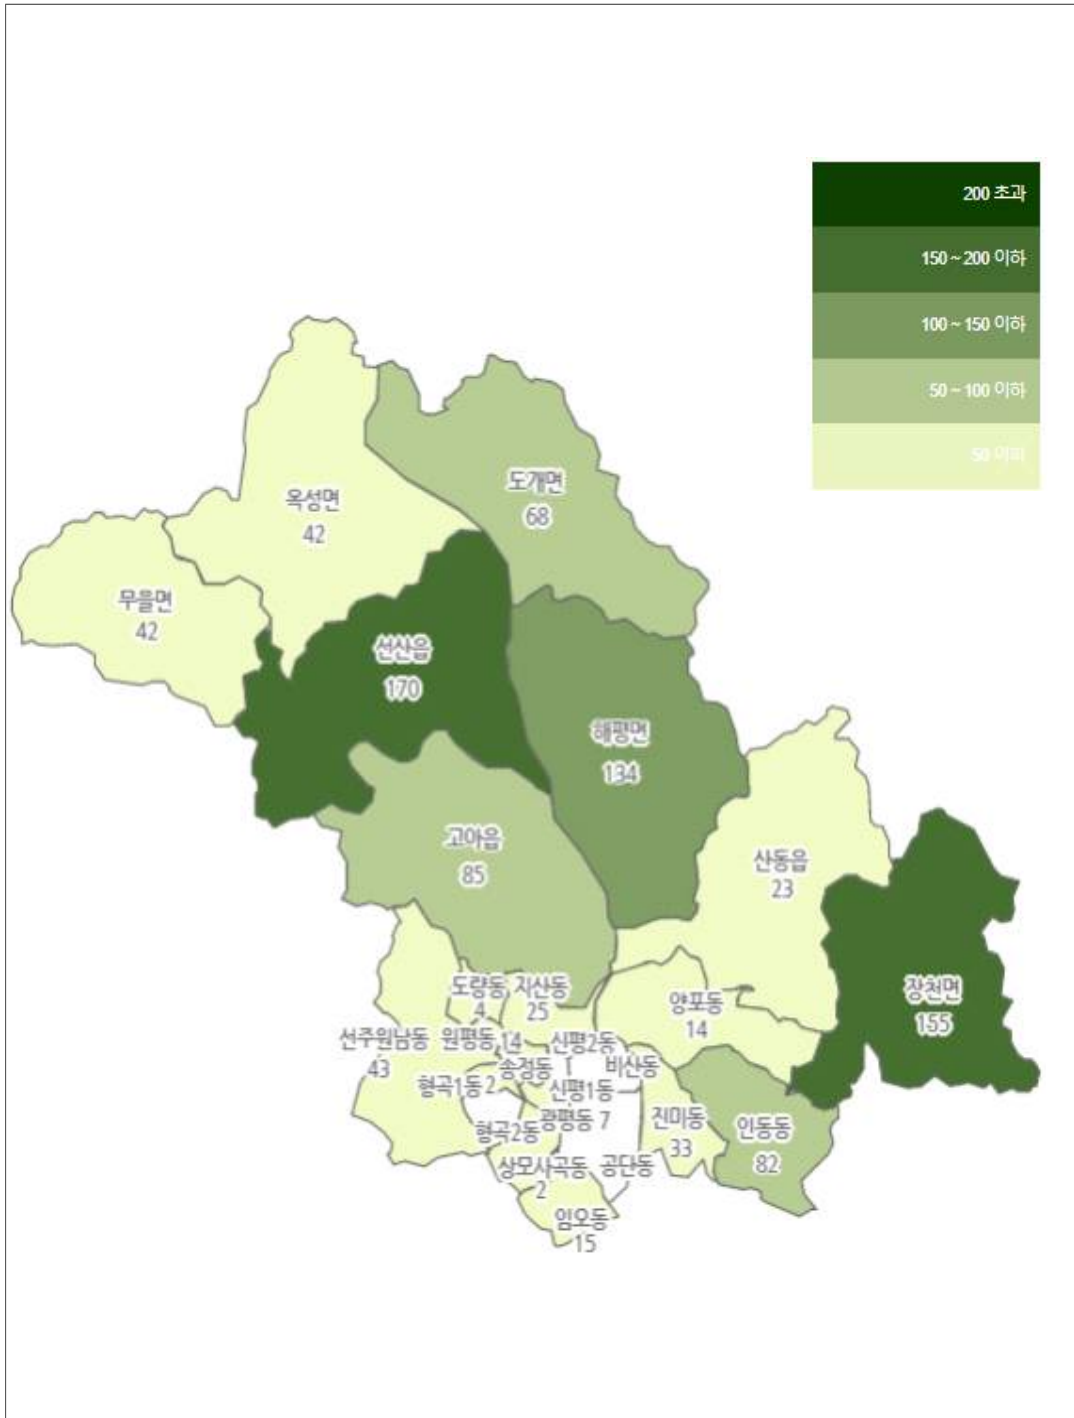 200 초과
150 ~ 200 이하
100 ~ 150 이하
50 ~ 100 이하
50 이하
도개면
68
옥성면
42
무을면
42
선산읍
170
해평면
134
고아읍
85
산동읍
23
장천면
155
도량동
4
지산동
25
양포동
14
선주원남동
43
원평동 14
신평2동
송정동
비산동
형곡1동 2
신평1동
광평동 7
진미동
33
인동동
82
형곡2동
상모사곡동
2
공단동
임오동
15